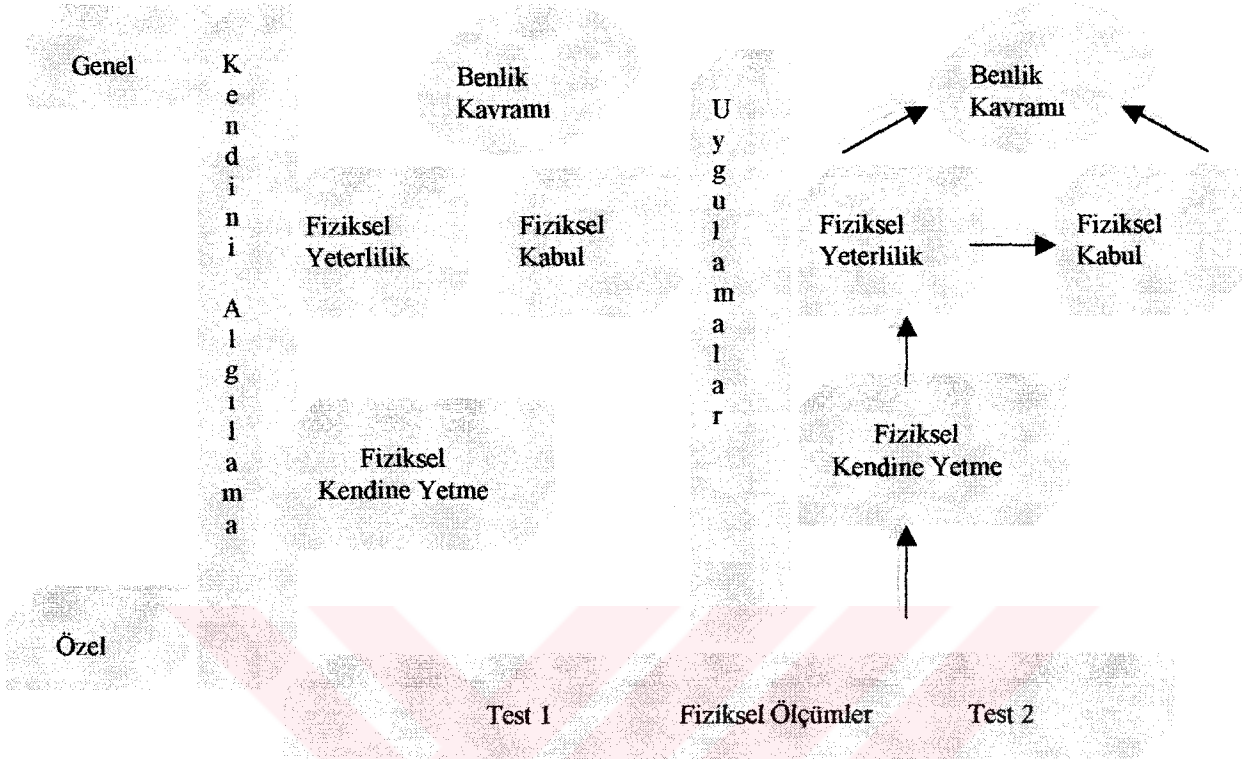 Genel
Kendini Algılama
Benlik
Kavramı
Fiziksel
Yeterlilik
Fiziksel
Kabul
Fiziksel
Kendine Yetme
Uygulamalar
Benlik
Kavramı
Fiziksel
Yeterlilik
Fiziksel
Kabul
Fiziksel
Kendine Yetme
Özel
Test 1
Fiziksel Ölçümler
Test 2